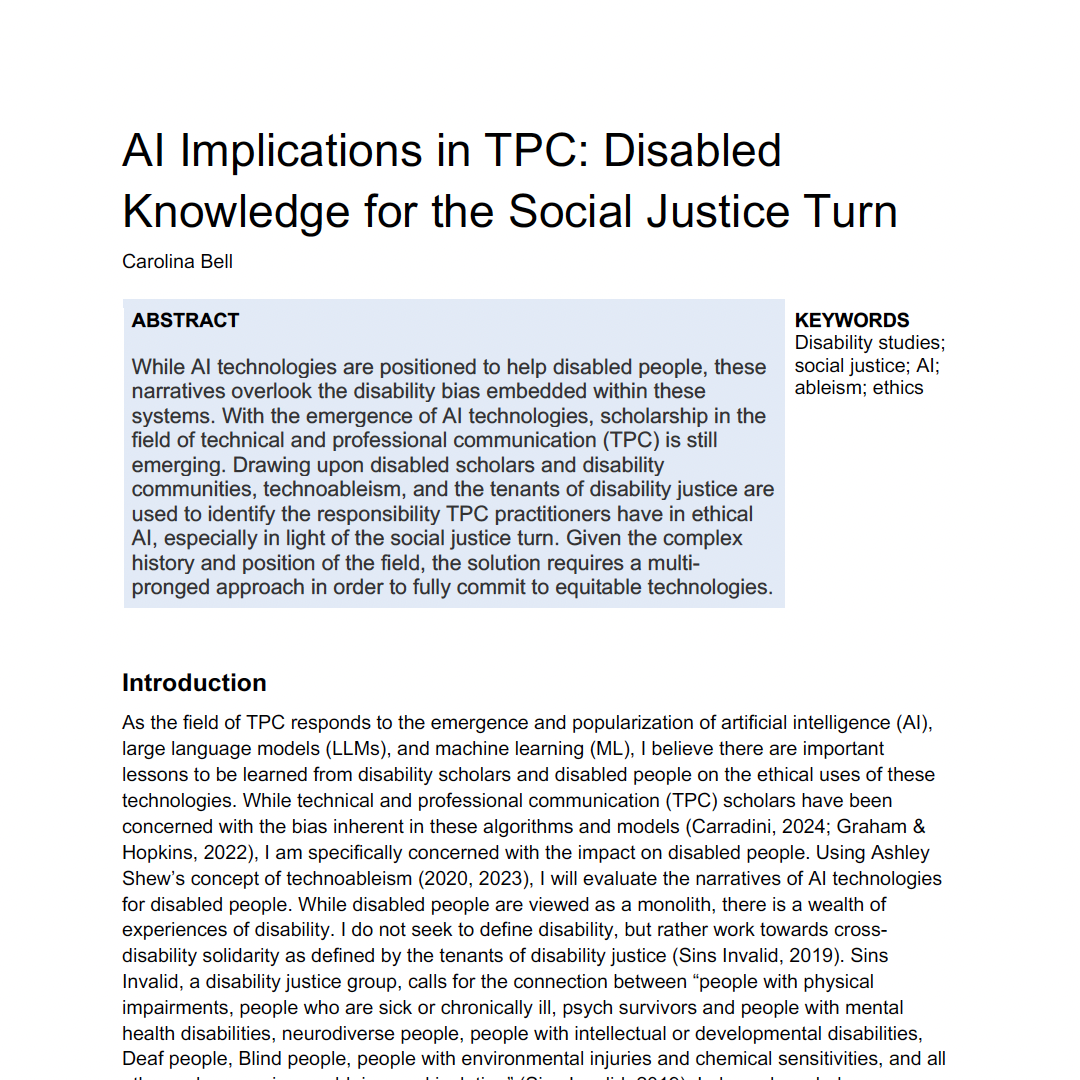 AI Implications in TPC: Disabled
Knowledge for the Social Justice Turn
Carolina Bell
ABSTRACT
While AI technologies are positioned to help disabled people, these
narratives overlook the disability bias embedded within these
systems. With the emergence of AI technologies, scholarship in the
field of technical and professional communication (TPC) is still
emerging. Drawing upon disabled scholars and disability
communities, technoableism, and the tenants of disability justice are
used to identify the responsibility TPC practitioners have in ethical
AI, especially in light of the social justice turn. Given the complex
history and position of the field, the solution requires a multi-
pronged approach in order to fully commit to equitable technologies.
KEYWORDS
Disability studies;
social justice; AI;
ableism; ethics
Introduction
As the field of TPC responds to the emergence and popularization of artificial intelligence (AI),
large language models (LLMs), and machine learning (ML), I believe there are important
lessons to be learned from disability scholars and disabled people on the ethical uses of these
technologies. While technical and professional communication (TPC) scholars have been
concerned with the bias inherent in these algorithms and models (Carradini, 2024; Graham &
Hopkins, 2022), I am specifically concerned with the impact on disabled people. Using Ashley
Shew’s concept of technoableism (2020, 2023), I will evaluate the narratives of AI technologies
for disabled people. While disabled people are viewed as a monolith, there is a wealth of
experiences of disability. I do not seek to define disability, but rather work towards cross-
disability solidarity as defined by the tenants of disability justice (Sins Invalid, 2019). Sins
Invalid, a disability justice group, calls for the connection between “people with physical
impairments, people who are sick or chronically ill, psych survivors and people with mental
health disabilities, neurodiverse people, people with intellectual or developmental disabilities,
Deaf people, Blind people, people with environmental injuries and chemical sensitivities, and all